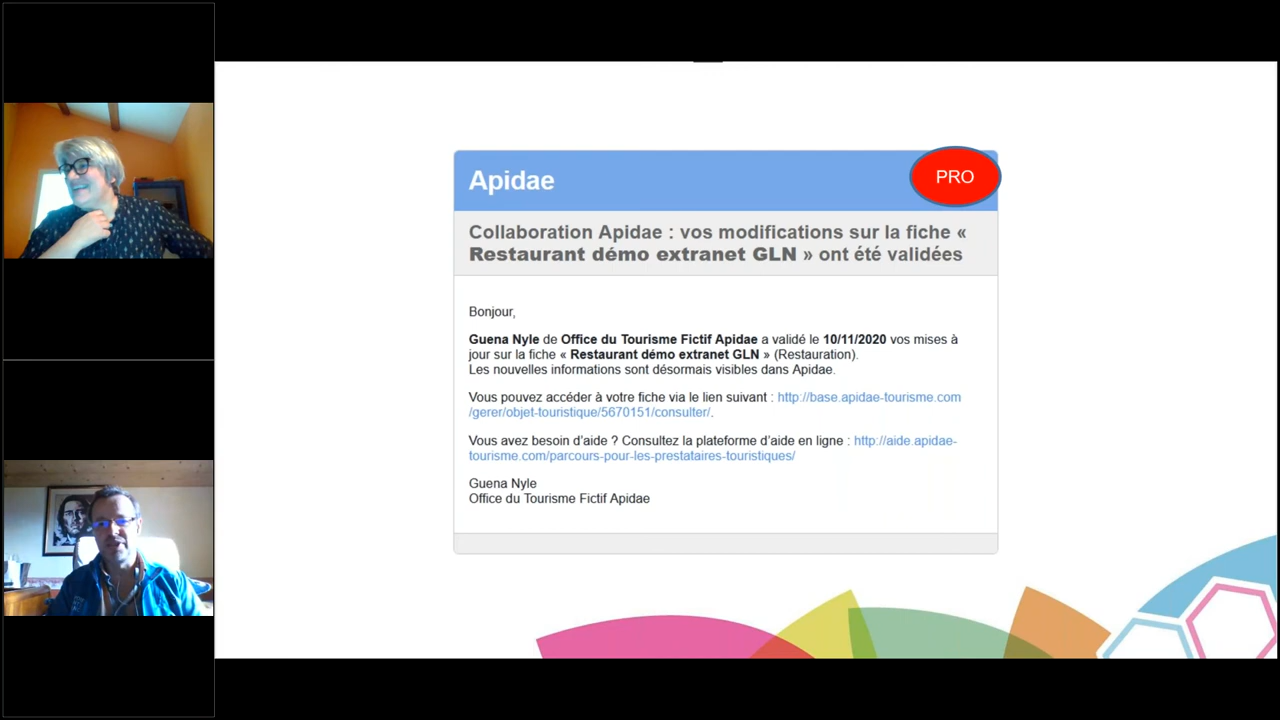 Apidae
PRO
Collaboration Apidae : vos modifications sur la fiche «
Restaurant démo extranet GLN » ont été validées
Bonjour,
Guena Nyle de Office du Tourisme Fictif Apidae a validé le 10/11/2020 vos mises à
jour sur la fiche « Restaurant démo extranet GLN » (Restauration).
Les nouvelles informations sont désormais visibles dans Apidae.
Vous pouvez accéder à votre fiche via le lien suivant : http://base.apidae-tourisme.com
/gerer/objet-touristique/5670151/consulter/.
Vous avez besoin d'aide ? Consultez la plateforme d'aide en ligne : http://aide.apidae-
tourisme.com/parcours-pour-les-prestataires-touristiques/
Guena Nyle
Office du Tourisme Fictif Apidae